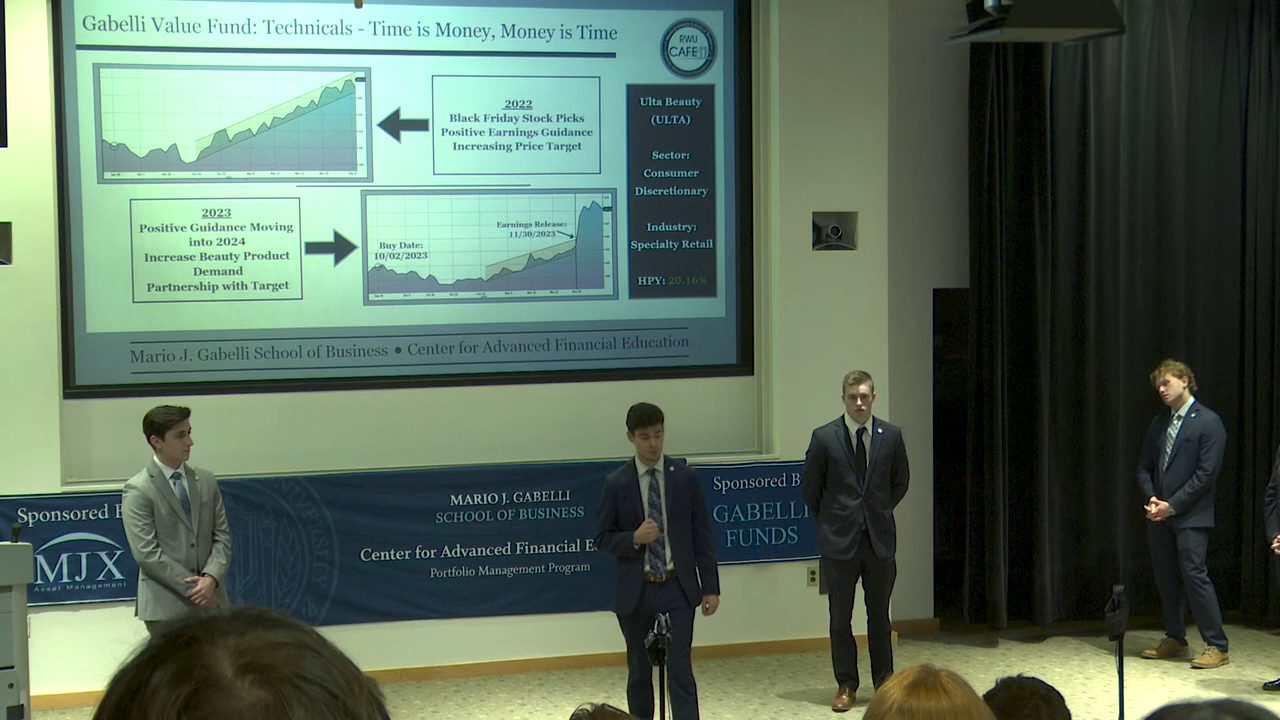 Gabelli Value Fund: Technicals - Time is Money, Money is Time
RWU
CAFE
2022
Black Friday Stock Picks
Positive Earnings Guidance
Increasing Price Target
2023
Positive Guidance Moving
into 2024
Increase Beauty Product
Demand
Partnership with Target
Buy Date:
10/02/2023
Earnings Release:
11/30/2023
Ulta Beauty
(ULTA)
Sector:
Consumer
Discretionary
Industry:
Specialty Retail
HPY: 20.16%
Mario J. Gabelli School of Business • Center for Advanced Financial Education
Sponsored B
MJX
Asset Management
MARIO J. GABELLI
SCHOOL OF BUSINESS
Center for Advanced Financial E
Portfolio Management Program
Sponsored B
GABELLI
FUNDS